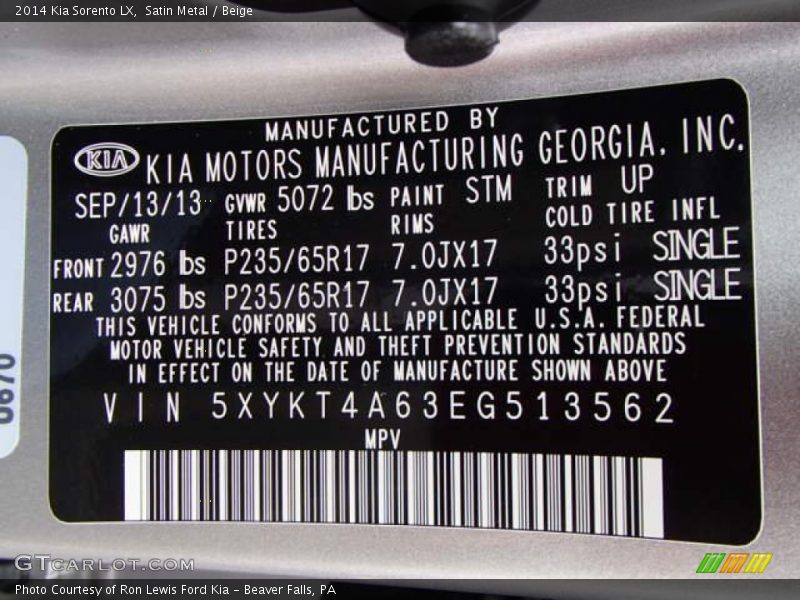 2014 Kia Sorento LX,  Satin Metal / Beige
MANUFACTURED BY
KIA KIA MOTORS MANUFACTURING GEORGIA, INC.
SEP/13/13 GVWR 5072 lbs PAINT STM TRIM UP
GAWR TIRES RIMS COLD TIRE INFL
FRONT 2976 lbs P235/65R17 7.0JX17 33psi SINGLE
REAR 3075 lbs P235/65R17 7.0JX17 33psi SINGLE
THIS VEHICLE CONFORMS TO ALL APPLICABLE U.S.A. FEDERAL
MOTOR VEHICLE SAFETY AND THEFT PREVENTION STANDARDS
IN EFFECT ON THE DATE OF MANUFACTURE SHOWN ABOVE
VIN 5XYKT4A63EG513562
MPV
GTCARLOT.COM
Photo Courtesy of Ron Lewis Ford Kia - Beaver Falls, PA